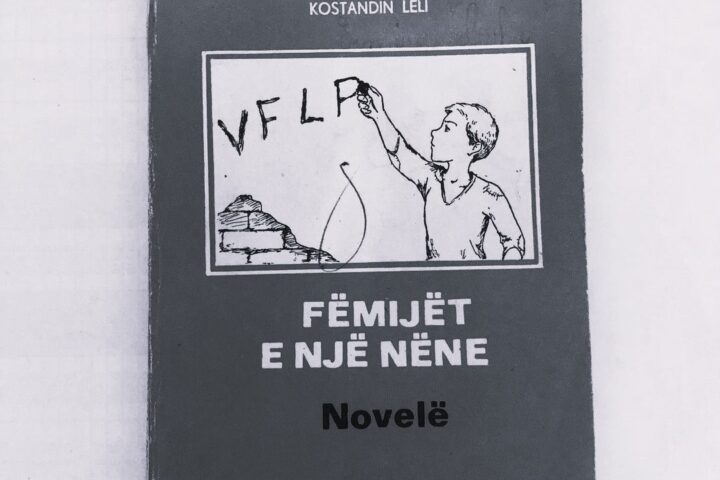 KOSTANDIN LELI
VFLP
FËMIJËT
E NJË NËNE
Novelë